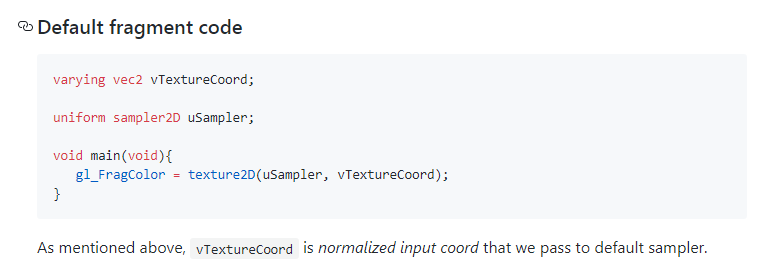 Default fragment code
varying vec2 vTextureCoord;
uniform sampler2D uSampler;
void main(void){
   gl_FragColor = texture2D(uSampler, vTextureCoord);
}
As mentioned above, vTextureCoord is normalized input coord that we pass to default sampler.